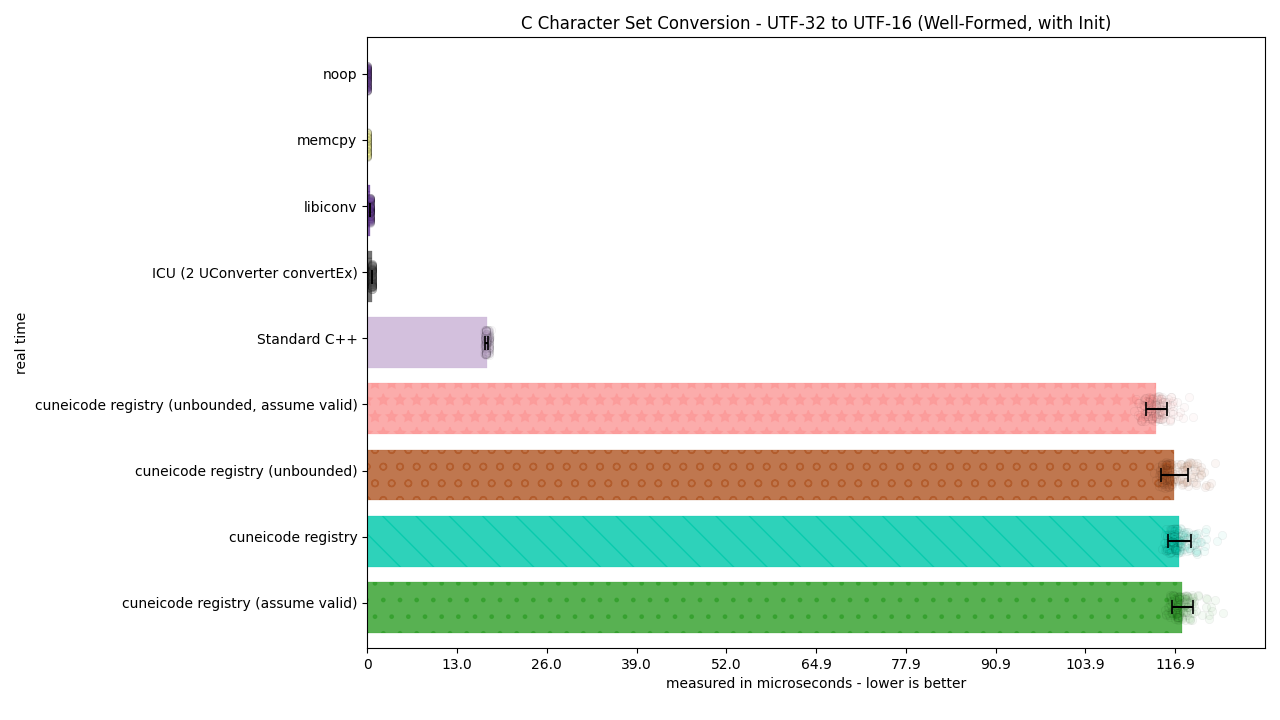 C Character Set Conversion - UTF-32 to UTF-16 (Well-Formed, with Init)
noop
memcpy
libiconv
ICU (2 UConverter convertEx)
Standard C++
cuneicode registry (unbounded, assume valid)
cuneicode registry (unbounded)
cuneicode registry
cuneicode registry (assume valid)
real time
0 13.0 26.0 39.0 52.0 64.9 77.9 90.9 103.9 116.9
measured in microseconds - lower is better